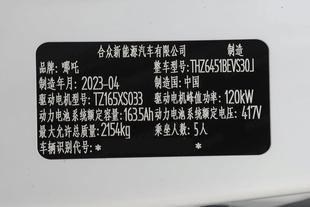 合众新能源汽车有限公司 制造
品牌:哪吒 整车型号:THZ6451BEVS30J
制造年月:2023-04 制造国:中国
驱动电机型号:TZ165XS033 驱动电机峰值功率:120kW
动力电池系统额定容量:163.5Ah 动力电池系统额定电压:417V
最大允许总质量:2154kg 乘坐人数:5人
车辆识别代号:* *